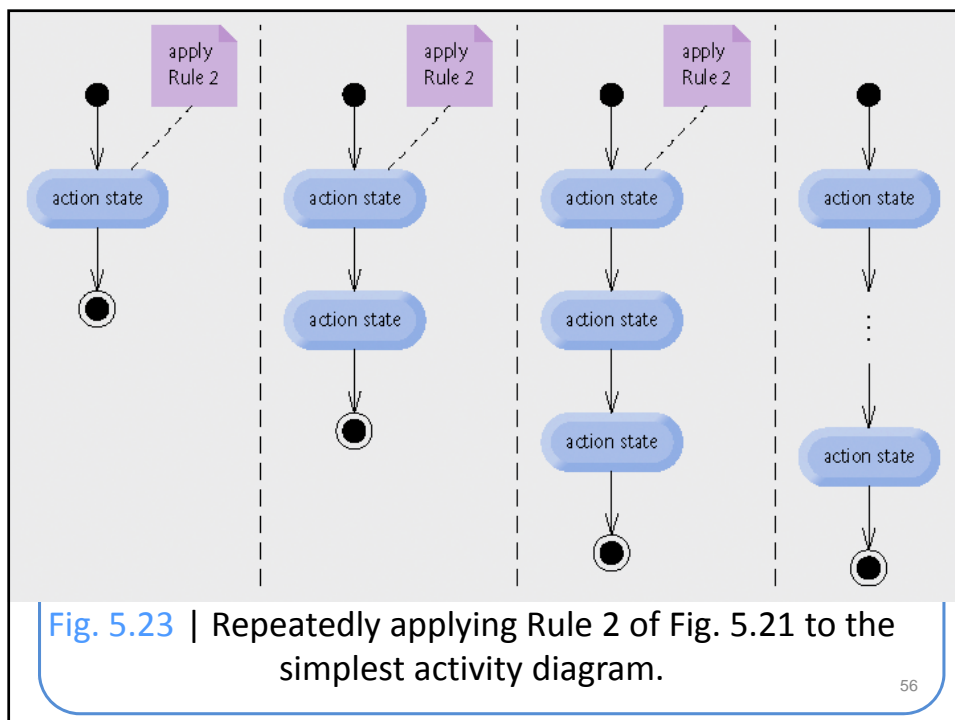 apply
Rule 2
action state
apply
Rule 2
action state
action state
apply
Rule 2
action state
action state
action state
action state
⋮
action state
Fig. 5.23 | Repeatedly applying Rule 2 of Fig. 5.21 to the
simplest activity diagram.
56